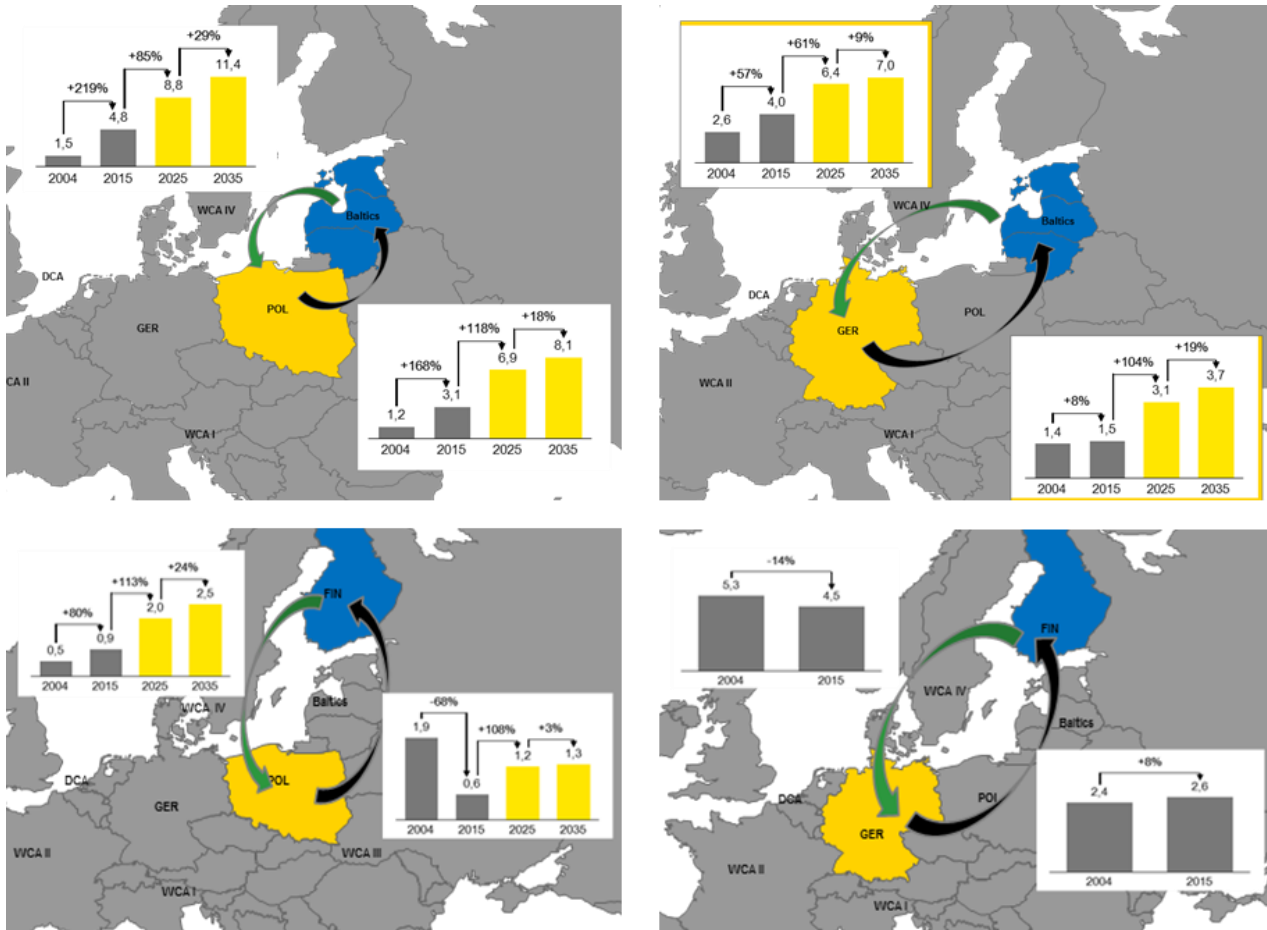 +29%
+85%
11,4
+219%
8,8
4,8
1,5
2004 2015 2025 2035
WCA IV
Baltics
DCA
GER
POL
CA II
WCA I
+18%
+118%
8,1
6,9
+168%
3,1
1,2
2004 2015 2025 2035
+61% +9%
+57%
6,4 7,0
4,0
2,6
2004 2015 2025 2035
WCA IV
Baltics
DCA
POL
GER
WCA II
WCA I
+19%
+104%
3,7
3,1
+8%
1,4 1,5
2004 2015 2025 2035
+24%
+113%
2,5
2,0
+80%
0,9
0,5
2004 2015 2025 2035
FIN
WCA IV
Baltics
DCA
GER
POL
WCA II
WCA III
WCA I
-68%
1,9
+108% +3%
1,2 1,3
0,6
2004 2015 2025 2035
-14%
5,3
4,5
2004 2015
FIN
WCA IV
Baltics
DCA
POL
GER
WCA II
WCA I
+8%
2,4 2,6
2004 2015